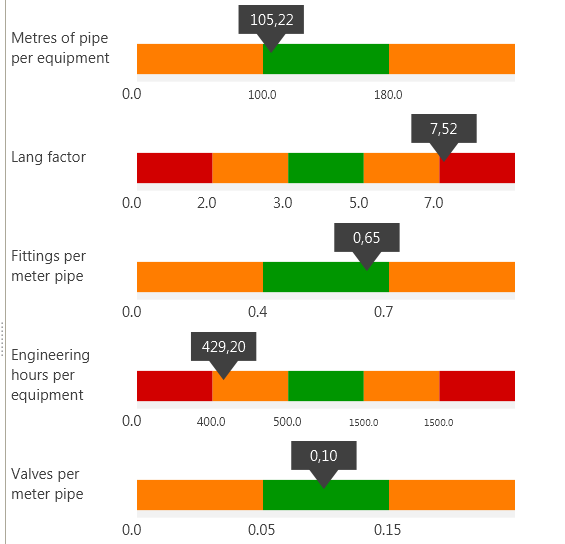 105,22
Metres of pipe
per equipment
0.0 100.0 180.0
7,52
Lang factor
0.0 2.0 3.0 5.0 7.0
0,65
Fittings per
meter pipe
0.0 0.4 0.7
429,20
Engineering
hours per
equipment
0.0 400.0 500.0 1500.0 1500.0
0,10
Valves per
meter pipe
0.0 0.05 0.15